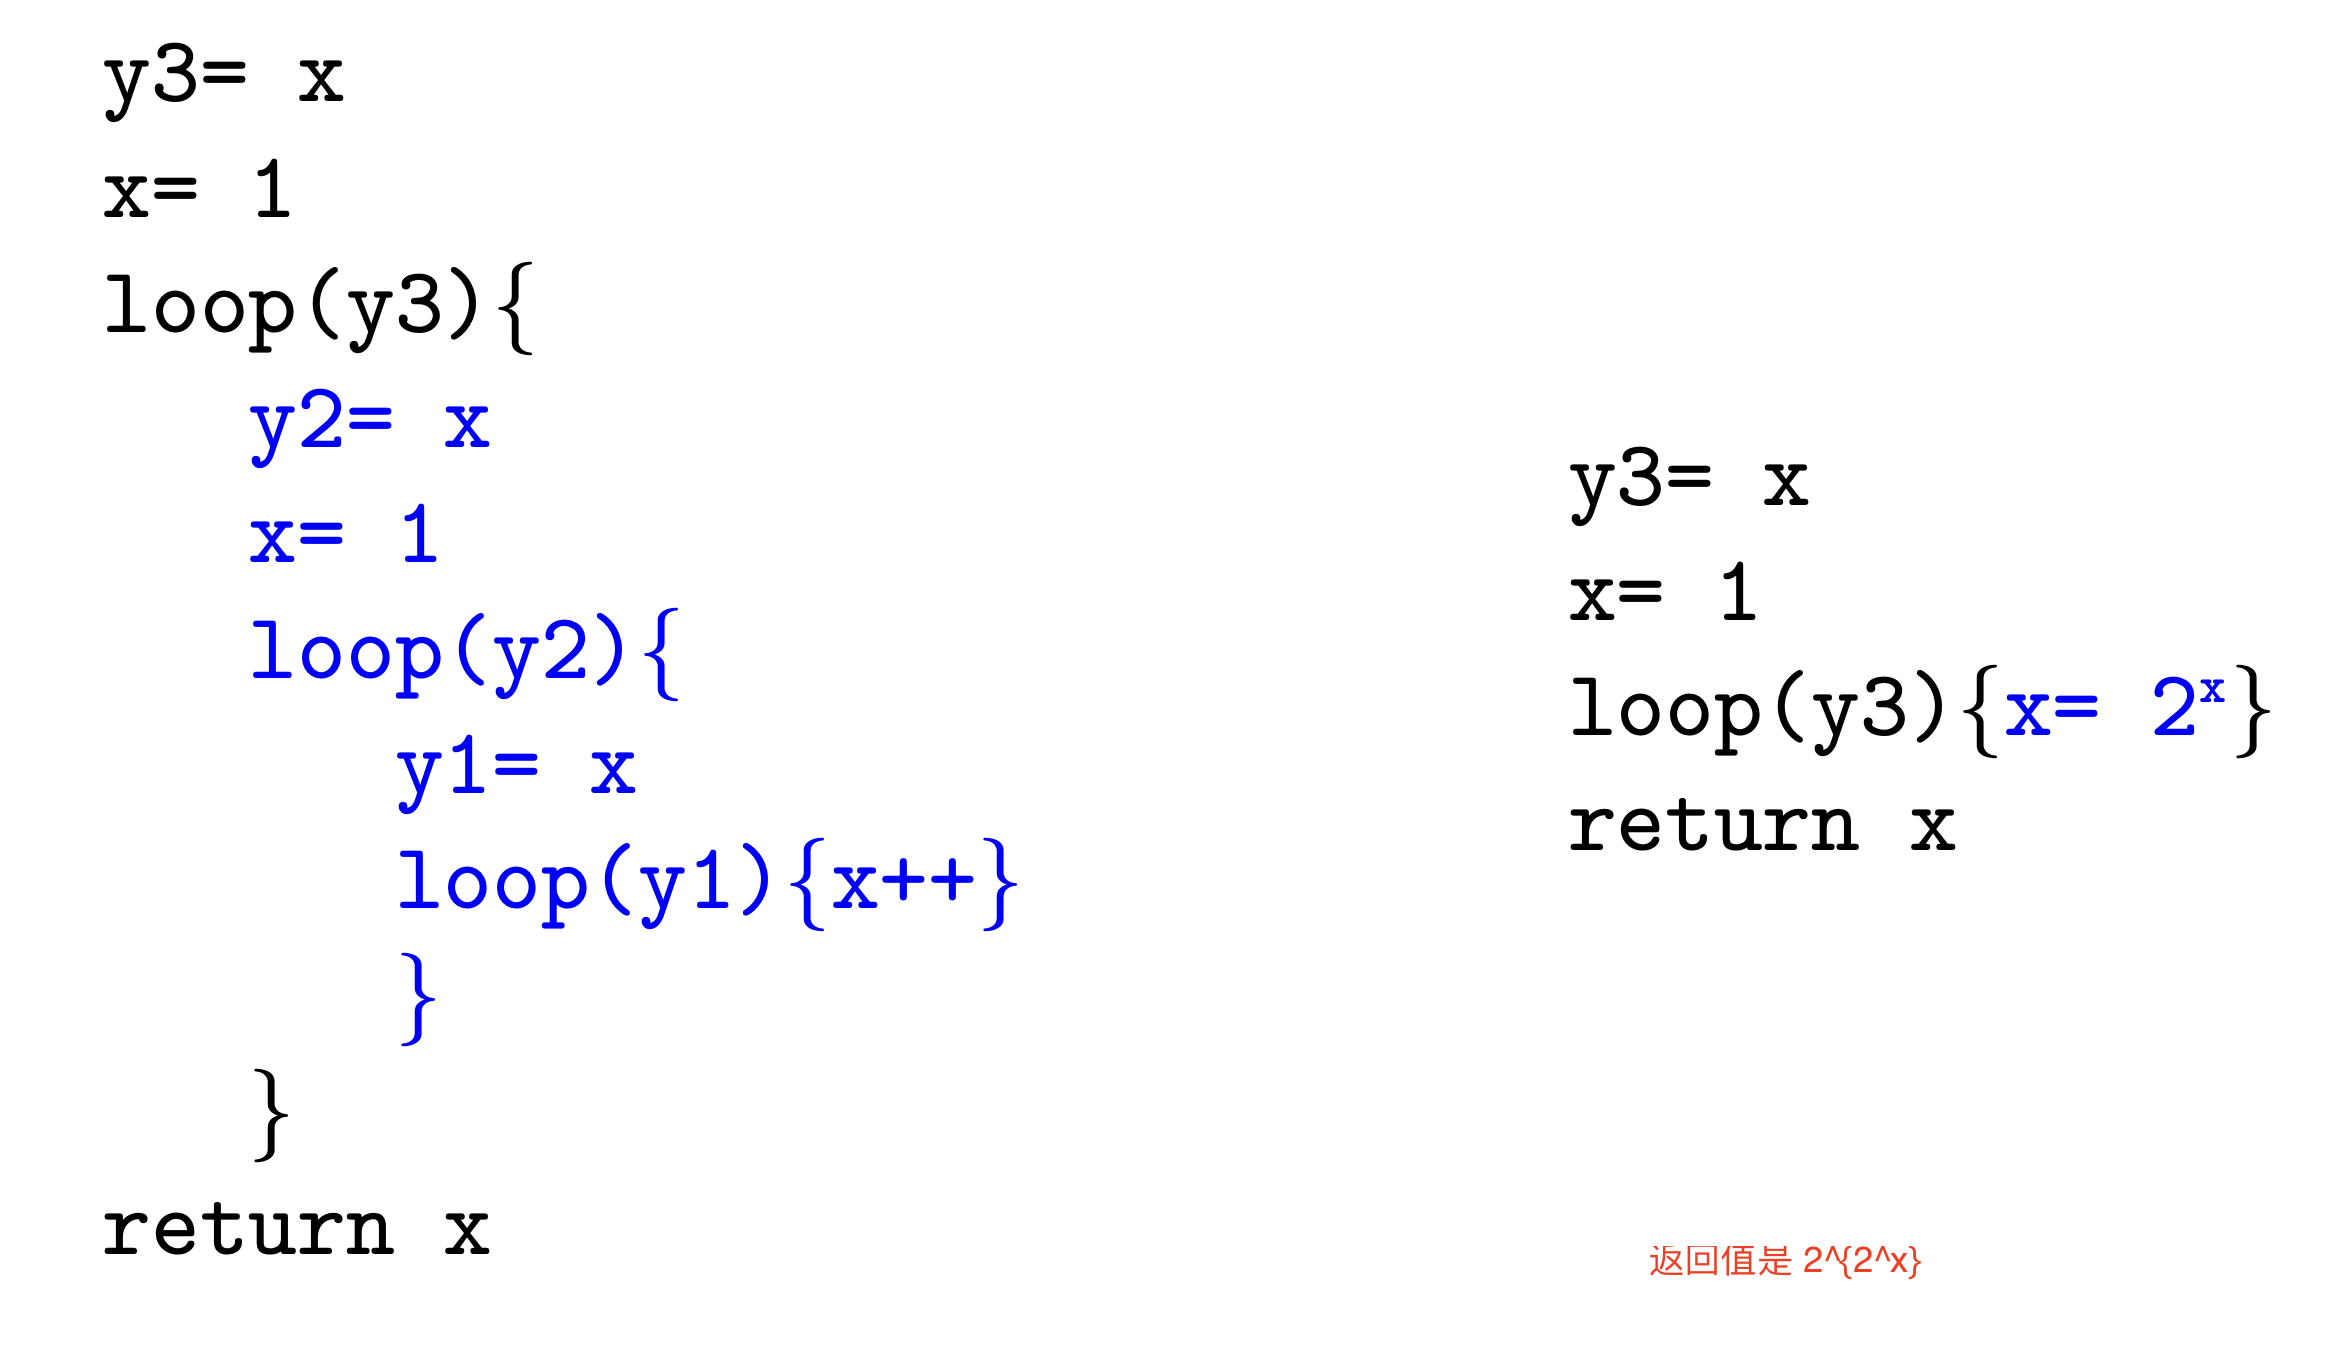 y3= x
x= 1
loop(y3){
y2= x
x= 1
loop(y2){
y1= x
loop(y1){x++}
}
}
return x
y3= x
x= 1
loop(y3){x= 2ˣ}
return x
返回值是 2^{2^x}